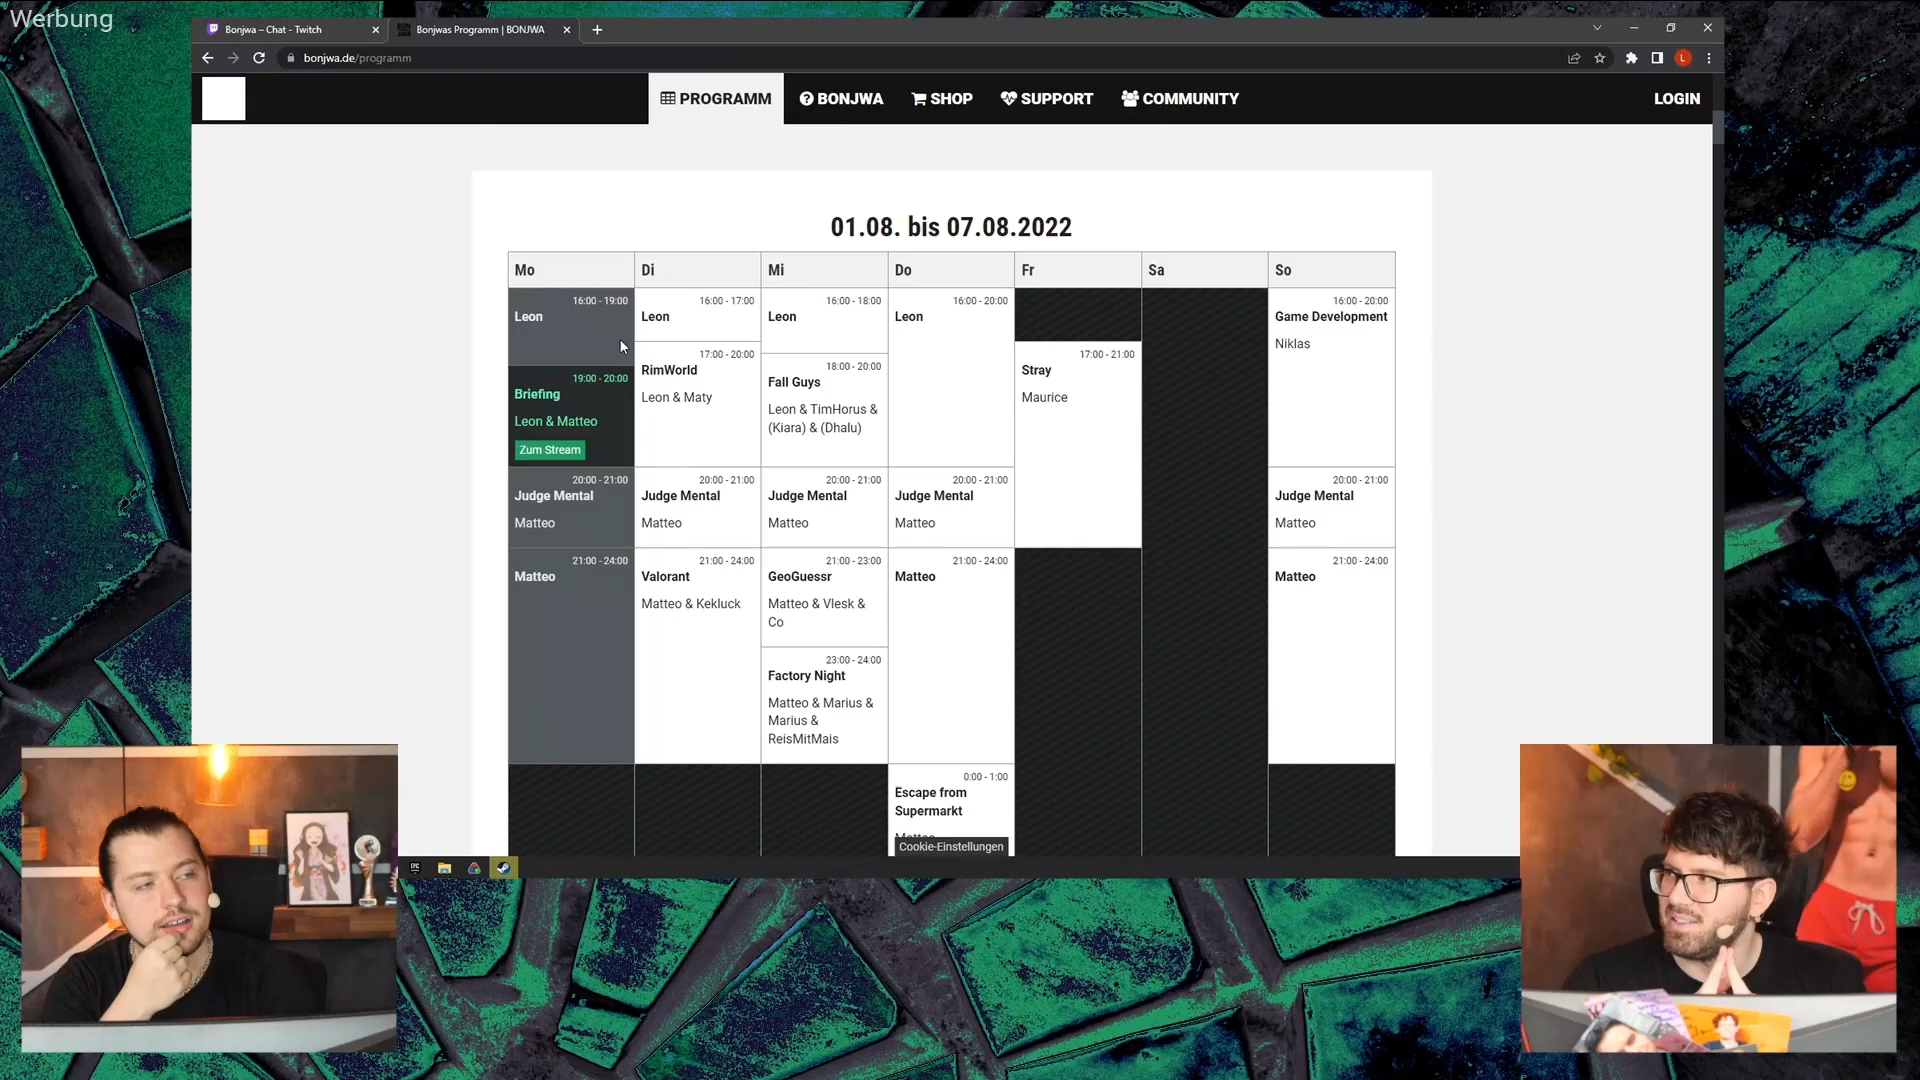 Werbung
Bonjwa – Chat - Twitch
Bonjwas Programm | BONJWA
bonjwa.de/programm
L
PROGRAMM
BONJWA
SHOP
SUPPORT
COMMUNITY
LOGIN
01.08. bis 07.08.2022
Mo
Di
Mi
Do
Fr
Sa
So
16:00 - 19:00
Leon
19:00 - 20:00
Briefing
Leon & Matteo
Zum Stream
20:00 - 21:00
Judge Mental
Matteo
21:00 - 24:00
Matteo
16:00 - 17:00
Leon
17:00 - 20:00
RimWorld
Leon & Maty
20:00 - 21:00
Judge Mental
Matteo
21:00 - 24:00
Valorant
Matteo & Kekluck
16:00 - 18:00
Leon
18:00 - 20:00
Fall Guys
Leon & TimHorus &
(Kiara) & (Dhalu)
20:00 - 21:00
Judge Mental
Matteo
21:00 - 23:00
GeoGuessr
Matteo & Vlesk &
Co
23:00 - 24:00
Factory Night
Matteo & Marius &
Marius &
ReisMitMais
16:00 - 20:00
Leon
20:00 - 21:00
Judge Mental
Matteo
21:00 - 24:00
Matteo
0:00 - 1:00
Escape from
Supermarkt
Matteo
Cookie-Einstellungen
17:00 - 21:00
Stray
Maurice
16:00 - 20:00
Game Development
Niklas
20:00 - 21:00
Judge Mental
Matteo
21:00 - 24:00
Matteo